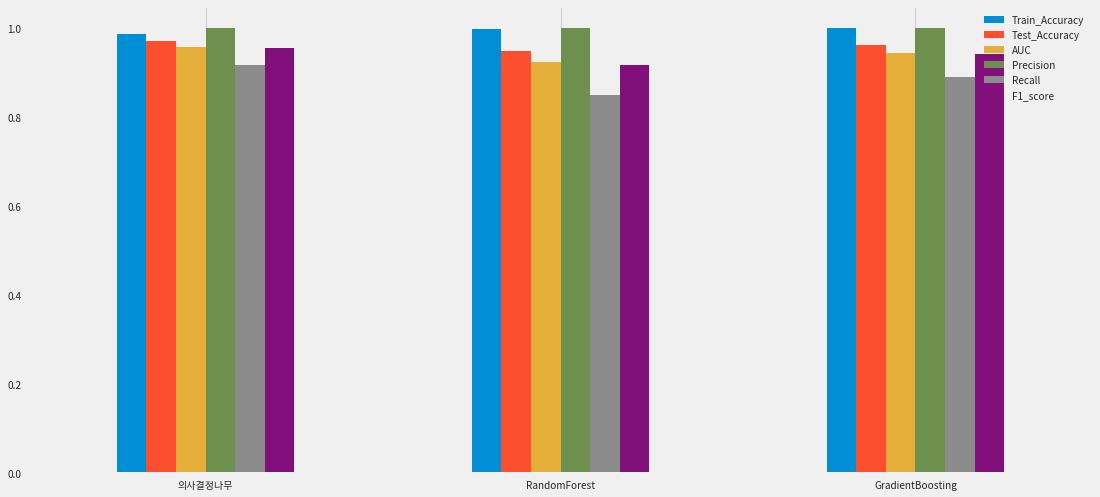 Train_Accuracy
Test_Accuracy
AUC
Precision
Recall
F1_score
1.0
0.8
0.6
0.4
0.2
0.0
의사결정나무 RandomForest GradientBoosting